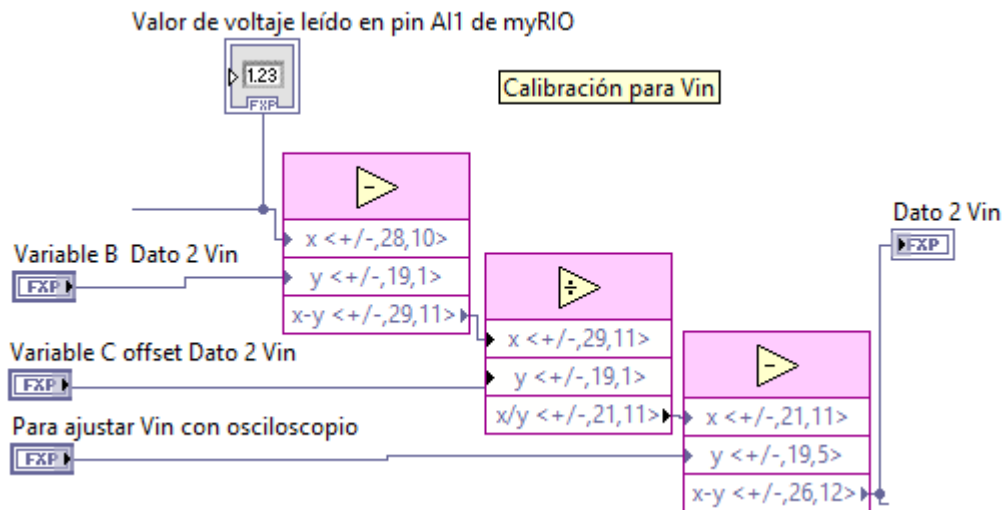 Valor de voltaje leído en pin AI1 de myRIO
1.23
FXP
Calibración para Vin
-
x <+/-,28,10>
y <+/-,19,1>
x-y <+/-,29,11>
Variable B Dato 2 Vin
FXP
÷
x <+/-,29,11>
y <+/-,19,1>
x/y <+/-,21,11>
Variable C offset Dato 2 Vin
FXP
Para ajustar Vin con osciloscopio
FXP
-
x <+/-,21,11>
y <+/-,19,5>
x-y <+/-,26,12>
Dato 2 Vin
FXP